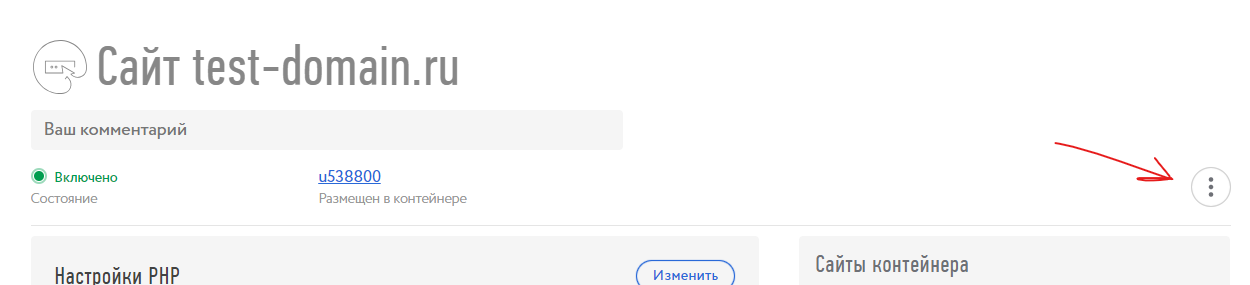 Сайт test-domain.ru
Ваш комментарий
Включено
u538800
Состояние
Размещен в контейнере
Настройки PHP
Изменить
Сайты контейнера